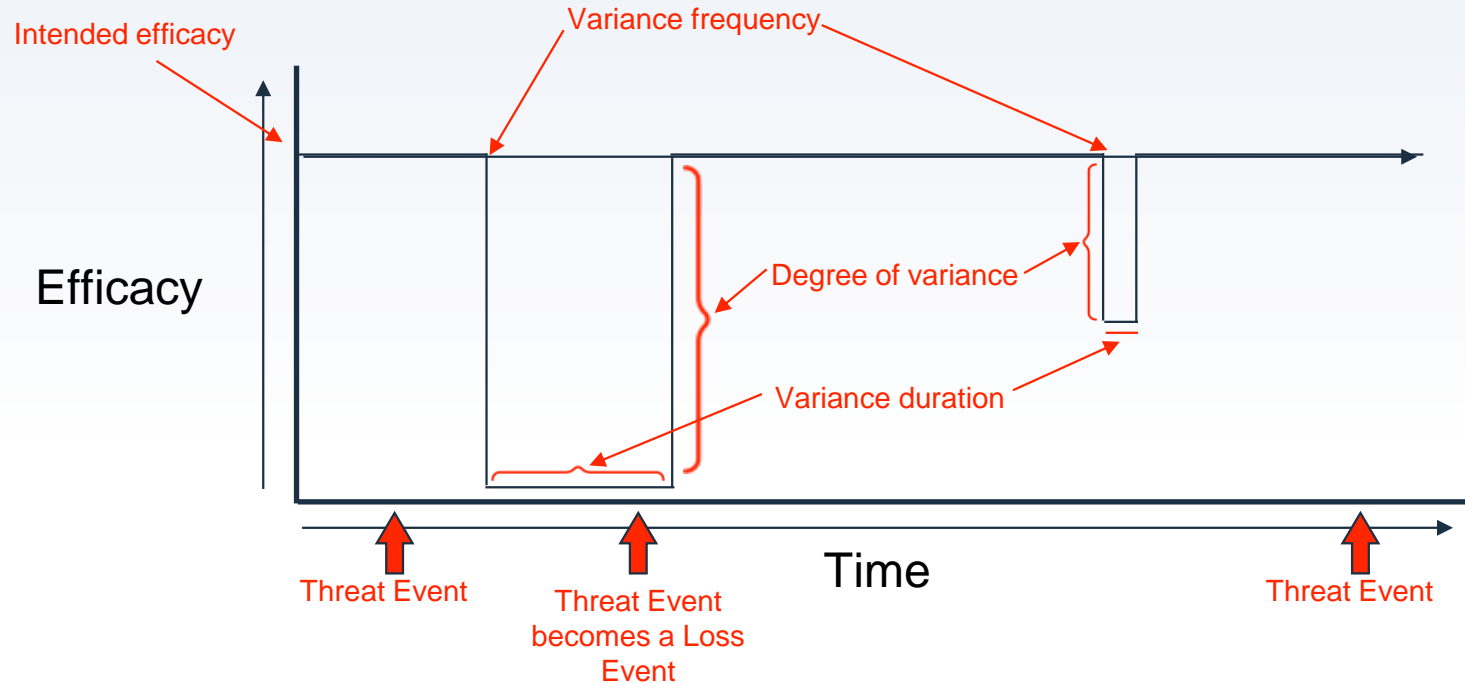 Variance frequency
Intended efficacy
Efficacy
Degree of variance
Variance duration
Time
Threat Event
Threat Event
becomes a Loss
Event
Threat Event